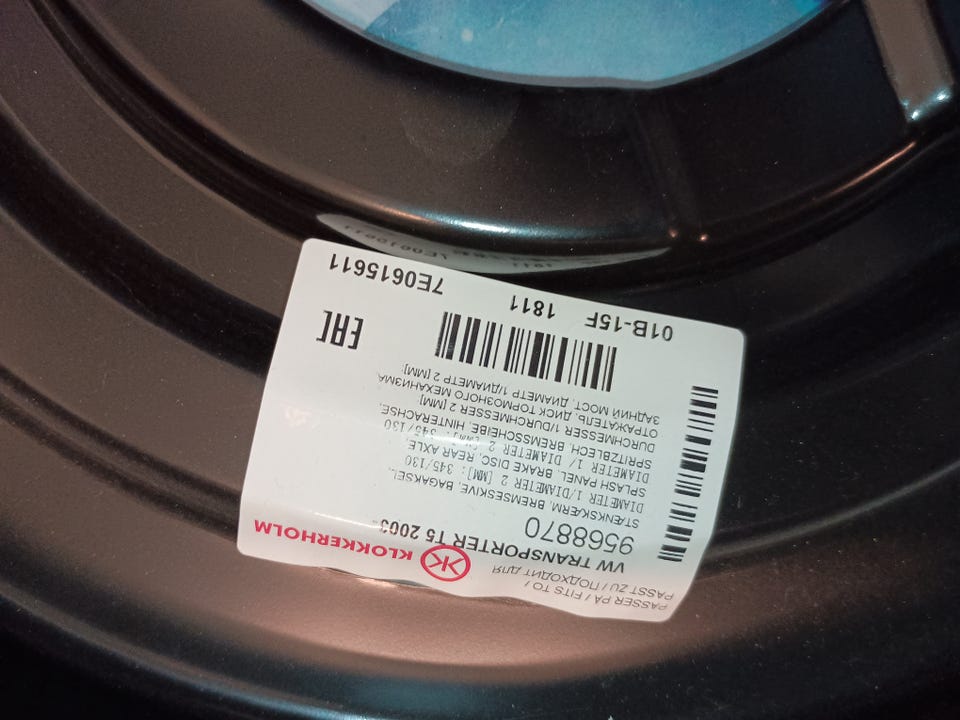 PASSER PÅ / FITS TO /
PASST ZU / ПОДХОДИТ ДЛЯ
KLOKKERHOLM
VW TRANSPORTER T5 2003-
9568870
STÆNKSKÆRM, BREMSESKIVE, BAGAKSEL,
DIAMETER 1/DIAMETER 2 [MM]: 345/130
SPLASH PANEL, BRAKE DISC, REAR AXLE,
DIAMETER 1/ DIAMETER 2 [MM]: 345/130
SPRITZBLECH, BREMSSCHEIBE, HINTERACHSE,
DURCHMESSER 1/DURCHMESSER 2 [MM]:
ОТРАЖАТЕЛЬ, ДИСК ТОРМОЗНОГО МЕХАНИЗМА,
ЗАДНИЙ МОСТ, ДИАМЕТР 1/ДИАМЕТР 2 [MM]:
EAC
01B-15F 1811 7E0615611